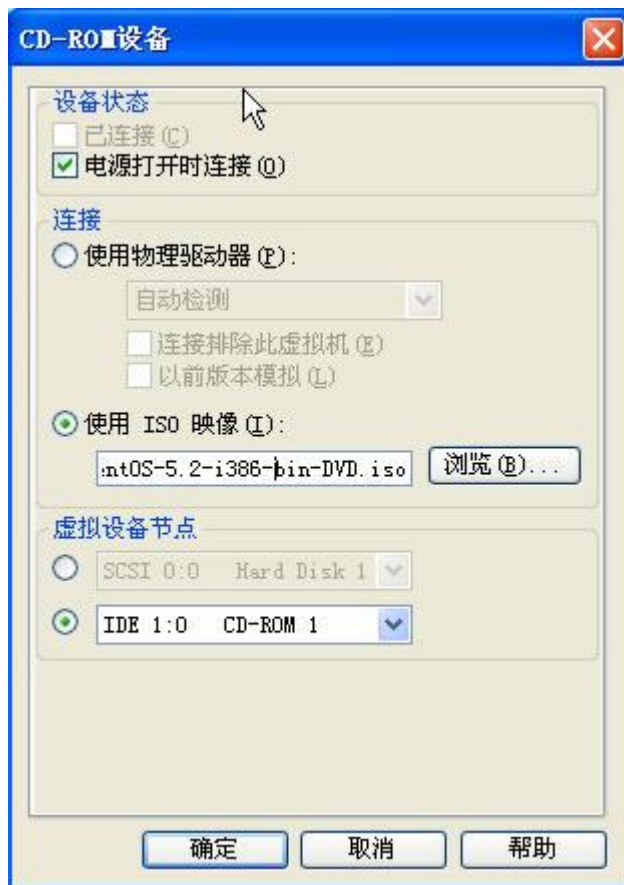 CD-ROM设备
设备状态
已连接(C)
电源打开时连接(O)
连接
使用物理驱动器(P):
自动检测
连接排除此虚拟机(E)
以前版本模拟(L)
使用 ISO 映像(I):
ntOS-5.2-i386-bin-DVD.iso
浏览(B)...
虚拟设备节点
SCSI 0:0 Hard Disk 1
IDE 1:0 CD-ROM 1
确定 取消 帮助